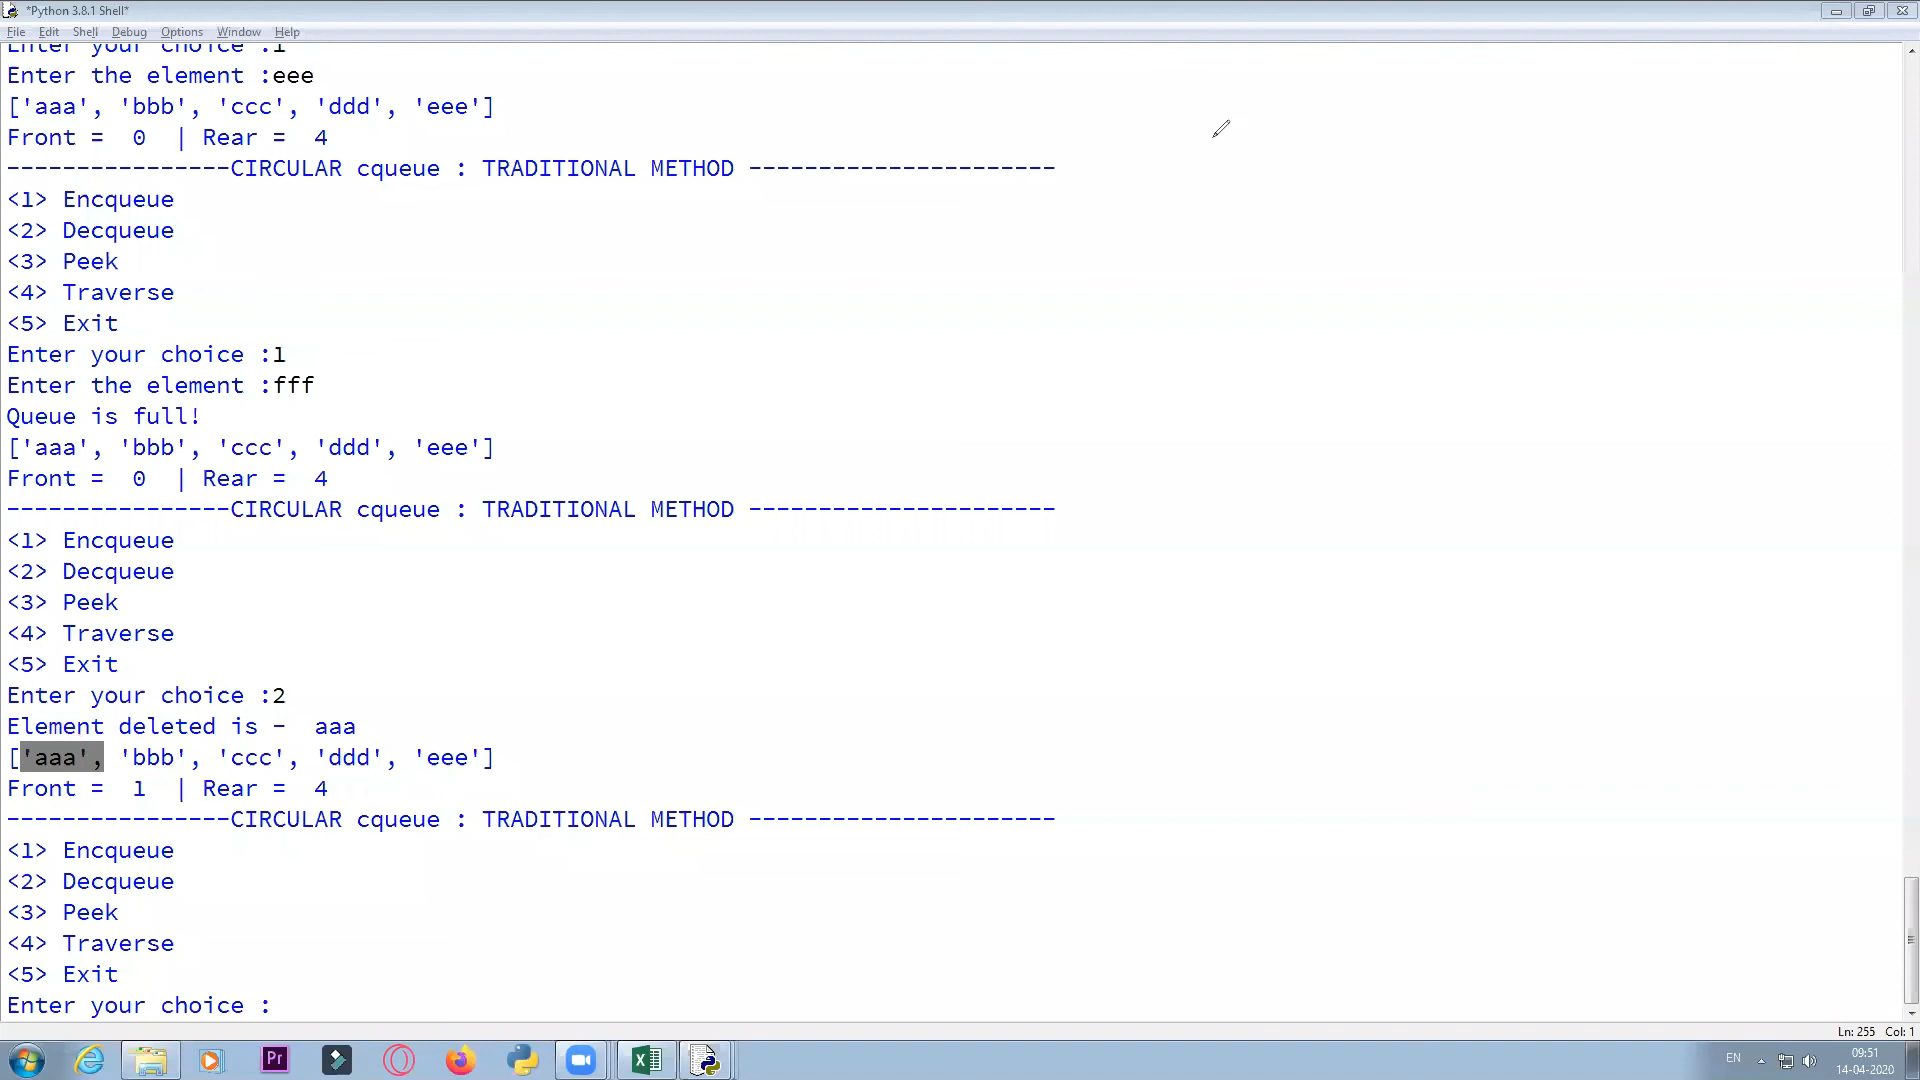 *Python 3.8.1 Shell*
File Edit Shell Debug Options Window Help
Enter your choice :1
Enter the element :eee
['aaa', 'bbb', 'ccc', 'ddd', 'eee']
Front =  0  | Rear =  4
----------------CIRCULAR cqueue : TRADITIONAL METHOD ----------------------
<1> Encqueue
<2> Decqueue
<3> Peek
<4> Traverse
<5> Exit
Enter your choice :1
Enter the element :fff
Queue is full!
['aaa', 'bbb', 'ccc', 'ddd', 'eee']
Front =  0  | Rear =  4
----------------CIRCULAR cqueue : TRADITIONAL METHOD ----------------------
<1> Encqueue
<2> Decqueue
<3> Peek
<4> Traverse
<5> Exit
Enter your choice :2
Element deleted is -  aaa
['aaa', 'bbb', 'ccc', 'ddd', 'eee']
Front =  1  | Rear =  4
----------------CIRCULAR cqueue : TRADITIONAL METHOD ----------------------
<1> Encqueue
<2> Decqueue
<3> Peek
<4> Traverse
<5> Exit
Enter your choice :
Ln: 255 Col: 1
Pr
EN
09:51
14-04-2020